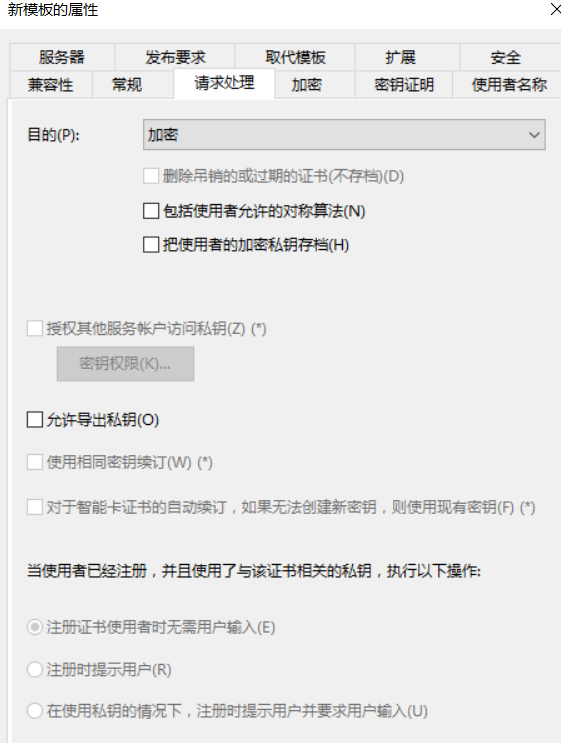 新模板的属性
服务器 发布要求 取代模板 扩展 安全
兼容性 常规 请求处理 加密 密钥证明 使用者名称
目的(P): 加密
删除吊销的或过期的证书(不存档)(D)
包括使用者允许的对称算法(N)
把使用者的加密私钥存档(H)
授权其他服务帐户访问私钥(Z) (*)
密钥权限(K)...
允许导出私钥(O)
使用相同密钥续订(W) (*)
对于智能卡证书的自动续订，如果无法创建新密钥，则使用现有密钥(F) (*)
当使用者已经注册，并且使用了与该证书相关的私钥，执行以下操作:
注册证书使用者时无需用户输入(E)
注册时提示用户(R)
在使用私钥的情况下，注册时提示用户并要求用户输入(U)